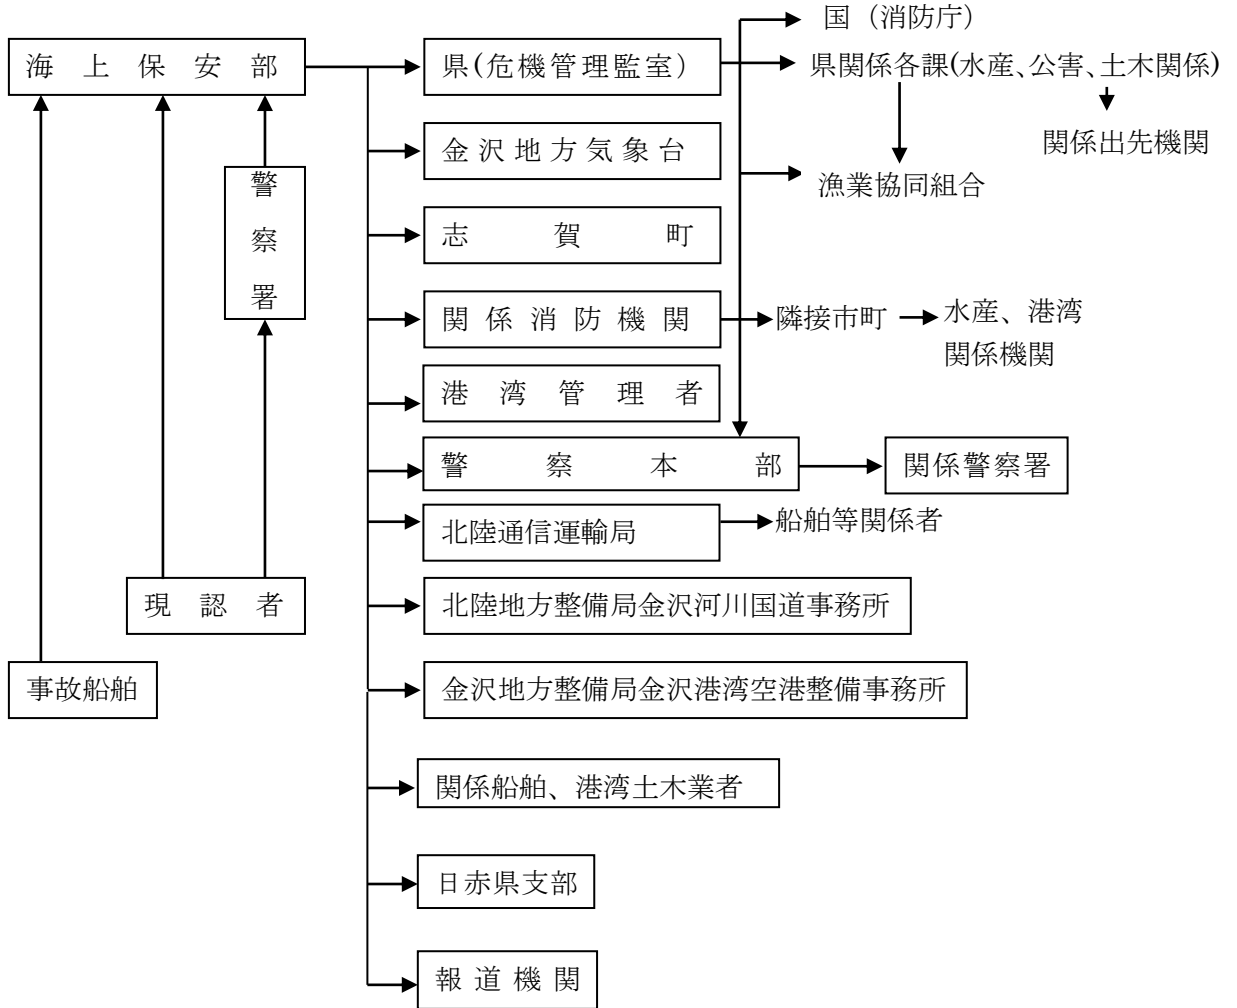 国（消防庁）
海上保安部
県(危機管理監室）
県関係各課(水産、公害、土木関係)
金沢地方気象台
関係出先機関
警察署
漁業協同組合
志賀町
関係消防機関
隣接市町
水産、港湾
関係機関
港湾管理者
警察本部
関係警察署
北陸通信運輸局
船舶等関係者
現認者
北陸地方整備局金沢河川国道事務所
事故船舶
金沢地方整備局金沢港湾空港整備事務所
関係船舶、港湾土木業者
日赤県支部
報道機関